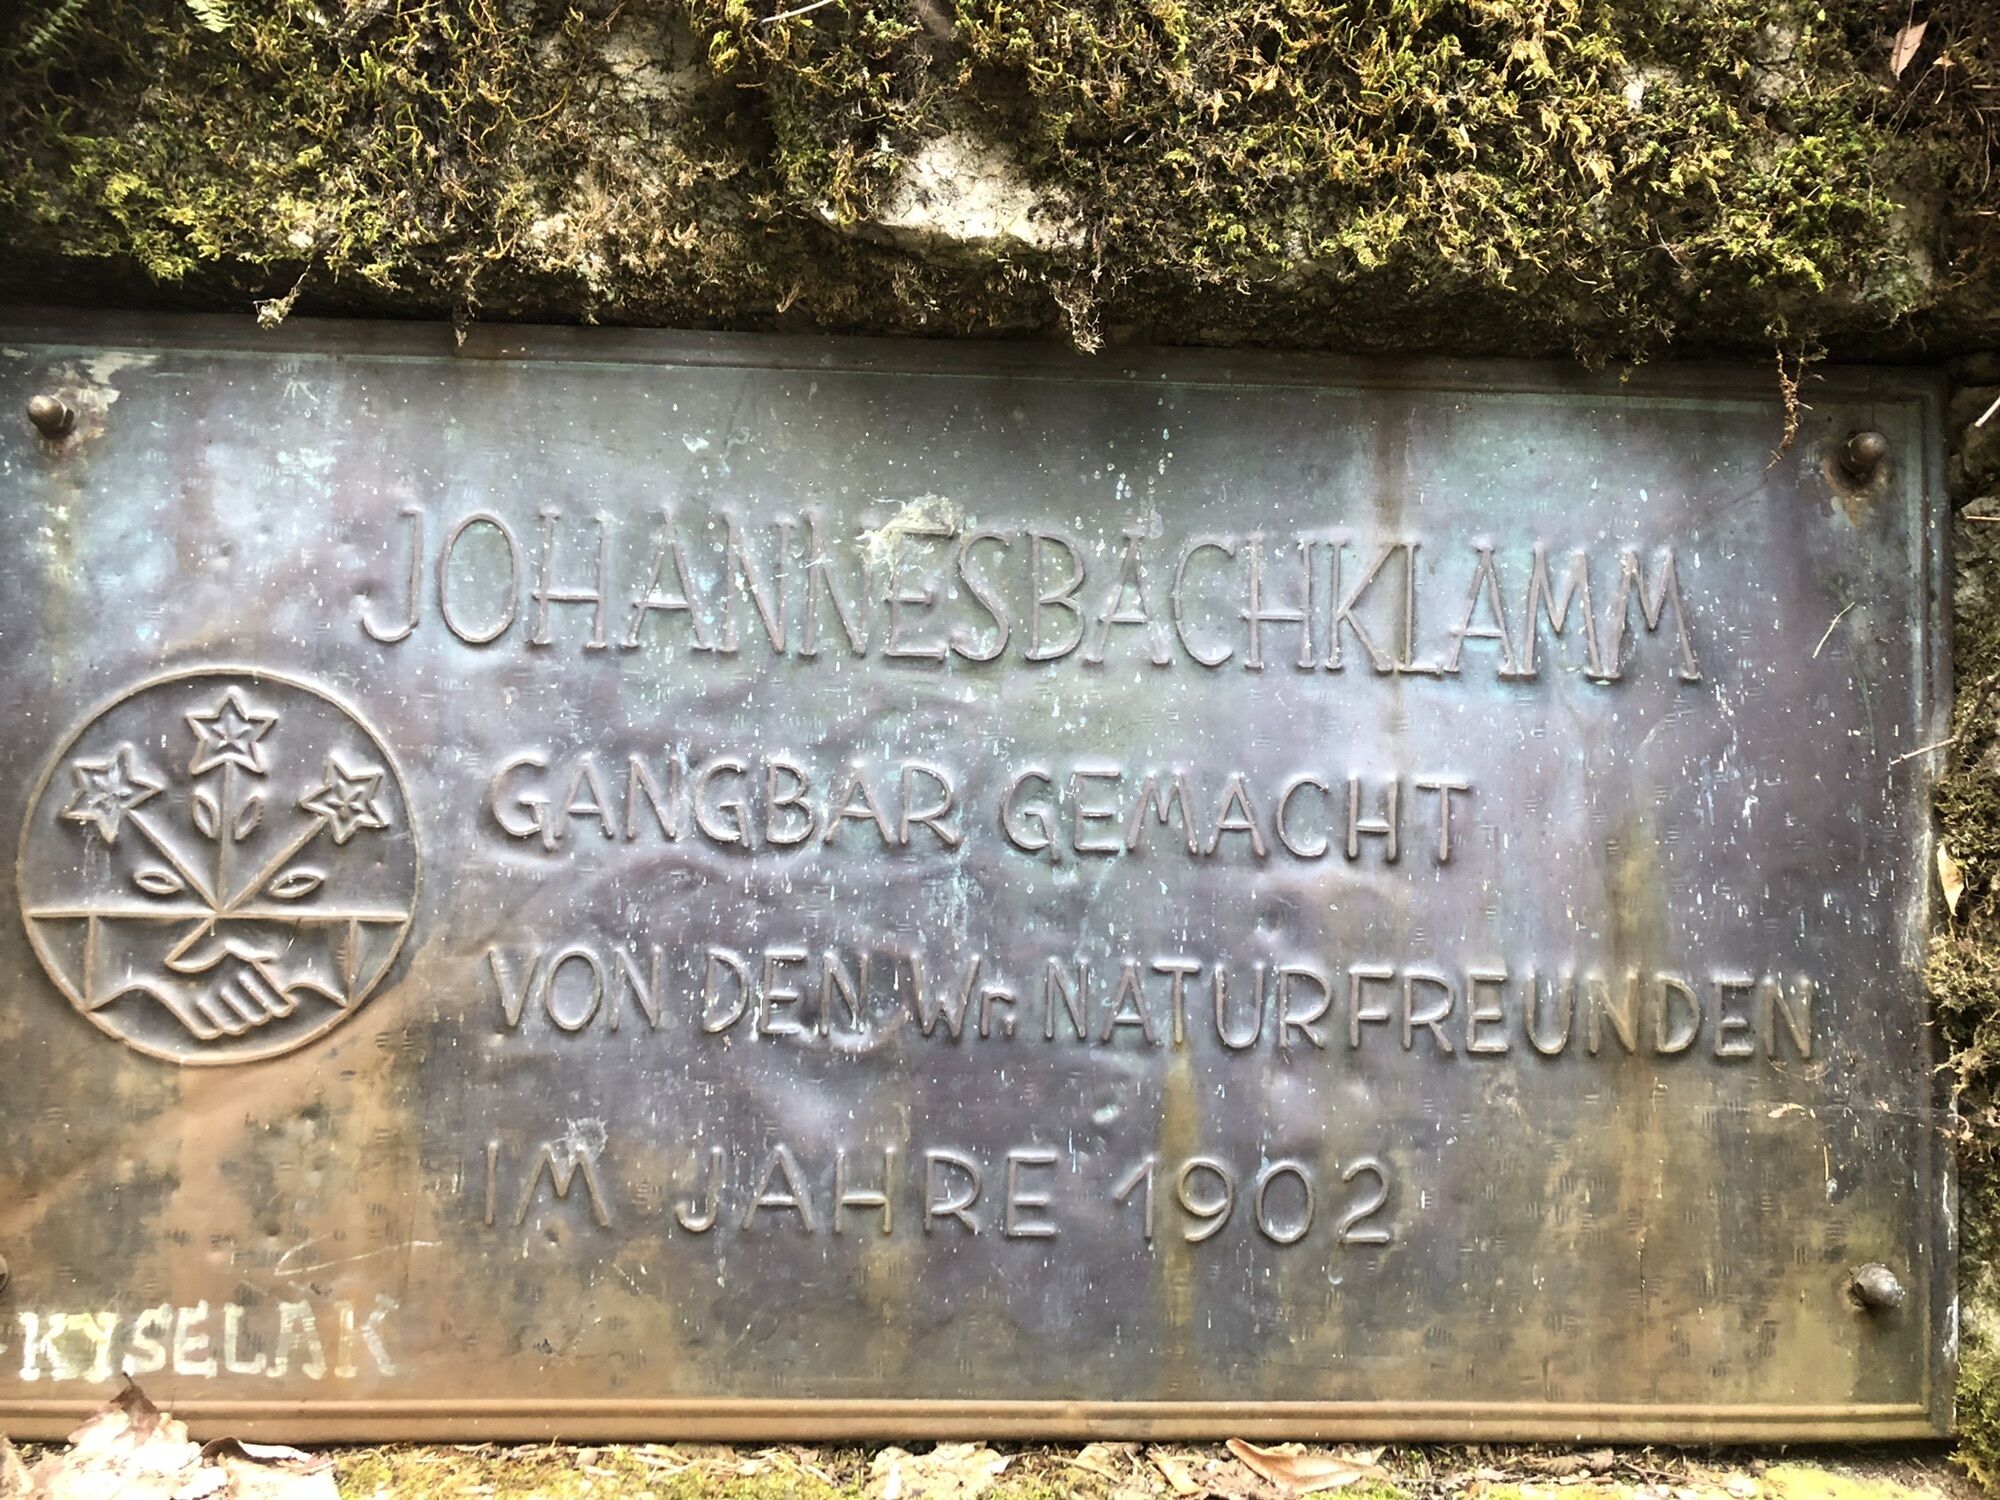 JOHANNESBACHKLAMM
GANGBAR GEMACHT
VON DEN Wr. NATURFREUNDEN
IM JAHRE 1902
KYSELAK